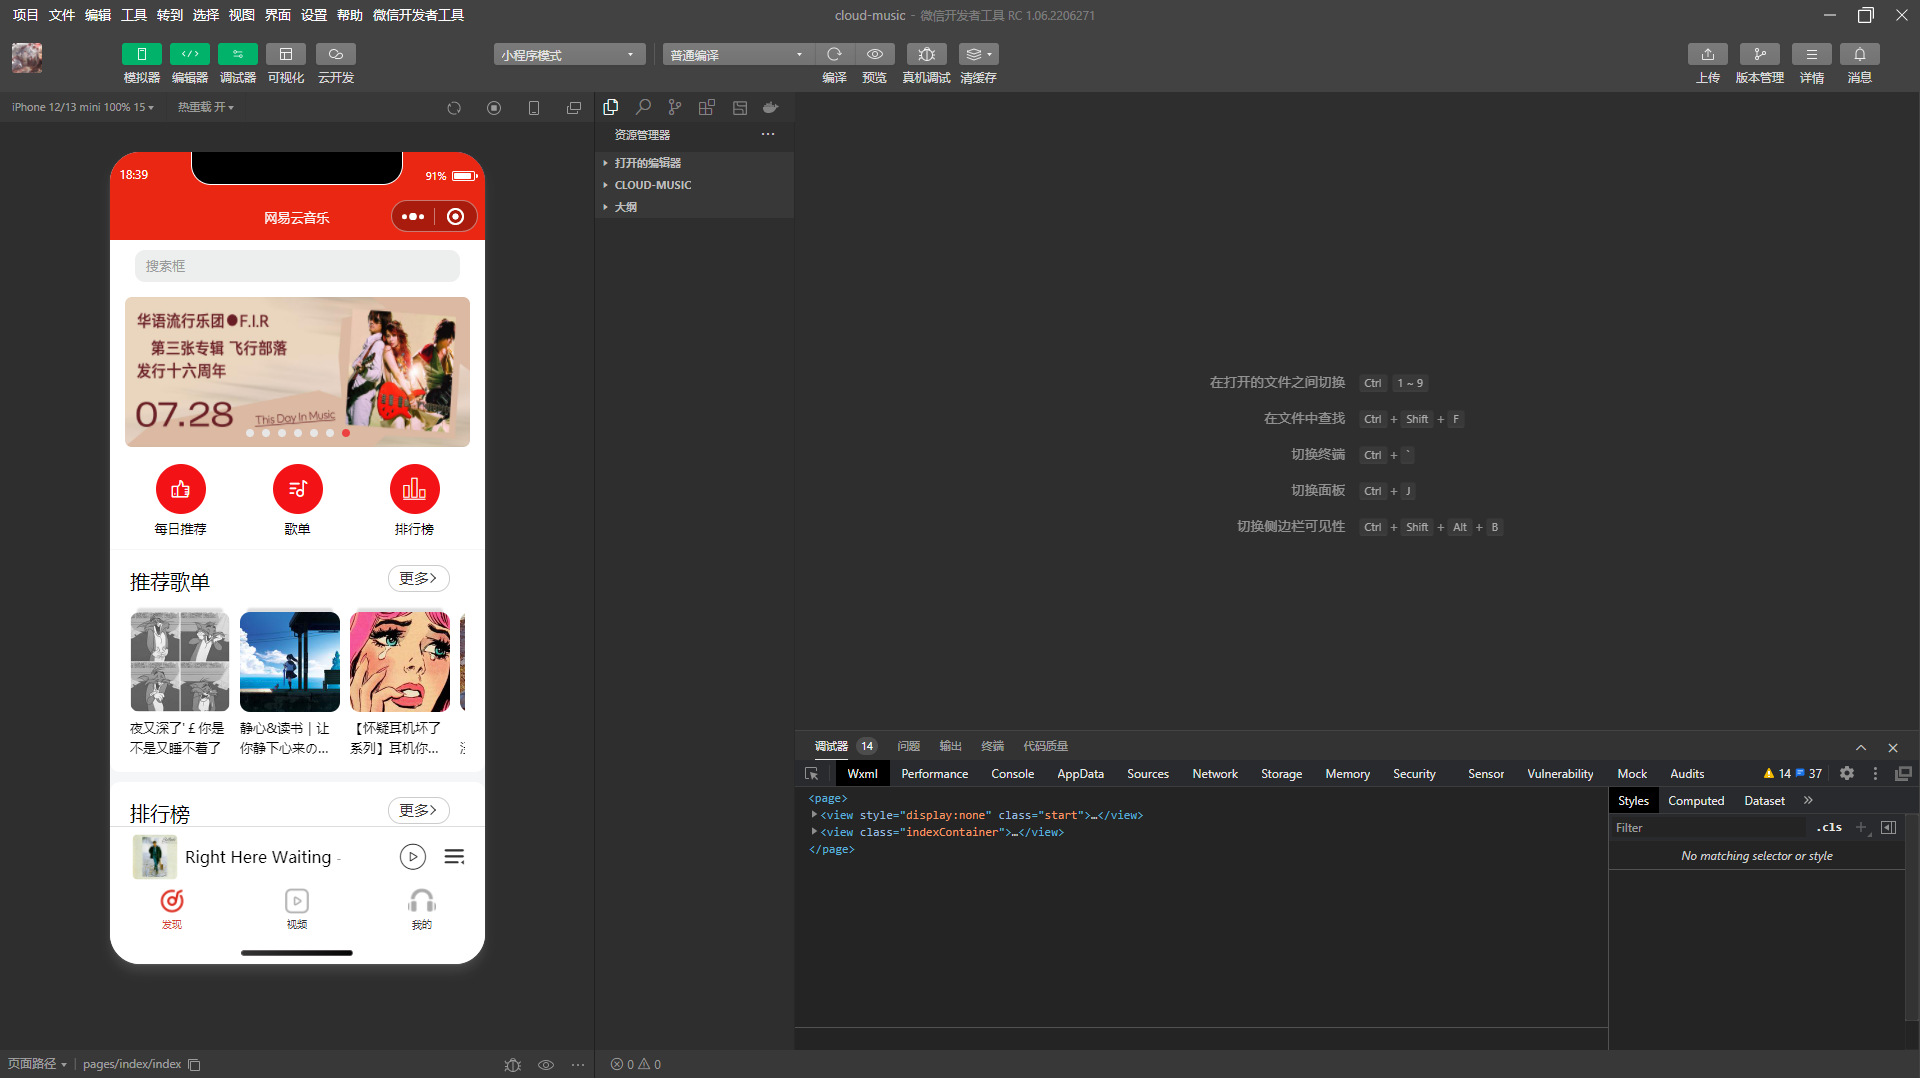 项目 文件 编辑 工具 转到 选择 视图 界面 设置 帮助 微信开发者工具
cloud-music - 微信开发者工具 RC 1.06.2206271
模拟器 编辑器 调试器 可视化 云开发
小程序模式
普通编译
编译 预览 真机调试 清缓存
上传 版本管理 详情 消息
iPhone 12/13 mini 100% 15
热重载 开
18:39
91%
网易云音乐
搜索框
华语流行乐团●F.I.R
第三张专辑 飞行部落
发行十六周年
07.28
This Day In Music
每日推荐 歌单 排行榜
推荐歌单
更多>
夜又深了' £ 你是
不是又睡不着了
静心&读书 | 让
你静下心来の...
【怀疑耳机坏了
系列】耳机你...
排行榜
更多>
Right Here Waiting -
发现 视频 我的
页面路径
pages/index/index
资源管理器
打开的编辑器
CLOUD-MUSIC
大纲
0 0
在打开的文件之间切换 Ctrl 1 ~ 9
在文件中查找 Ctrl + Shift + F
切换终端 Ctrl + `
切换面板 Ctrl + J
切换侧边栏可见性 Ctrl + Shift + Alt + B
调试器 14 问题 输出 终端 代码质量
Wxml Performance Console AppData Sources Network Storage Memory Security Sensor Vulnerability Mock Audits 14 37
<page>
<view style="display:none" class="start">…</view>
<view class="indexContainer">…</view>
</page>
Styles Computed Dataset »
Filter .cls
No matching selector or style